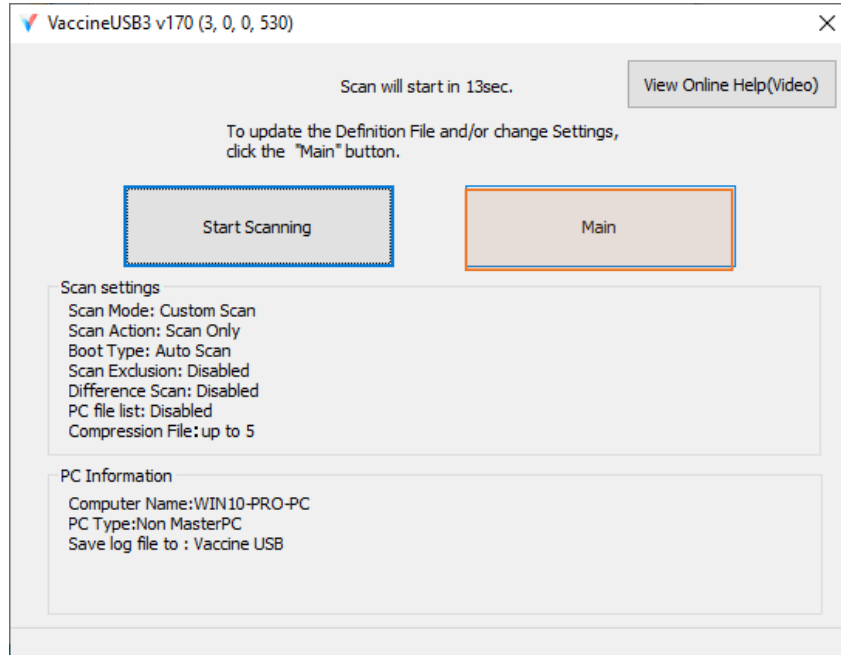 VaccineUSB3 v170 (3, 0, 0, 530)
Scan will start in 13sec.
View Online Help(Video)
To update the Definition File and/or change Settings,
click the "Main" button.
Start Scanning
Main
Scan settings
Scan Mode: Custom Scan
Scan Action: Scan Only
Boot Type: Auto Scan
Scan Exclusion: Disabled
Difference Scan: Disabled
PC file list: Disabled
Compression File:up to 5
PC Information
Computer Name:WIN10-PRO-PC
PC Type:Non MasterPC
Save log file to : Vaccine USB